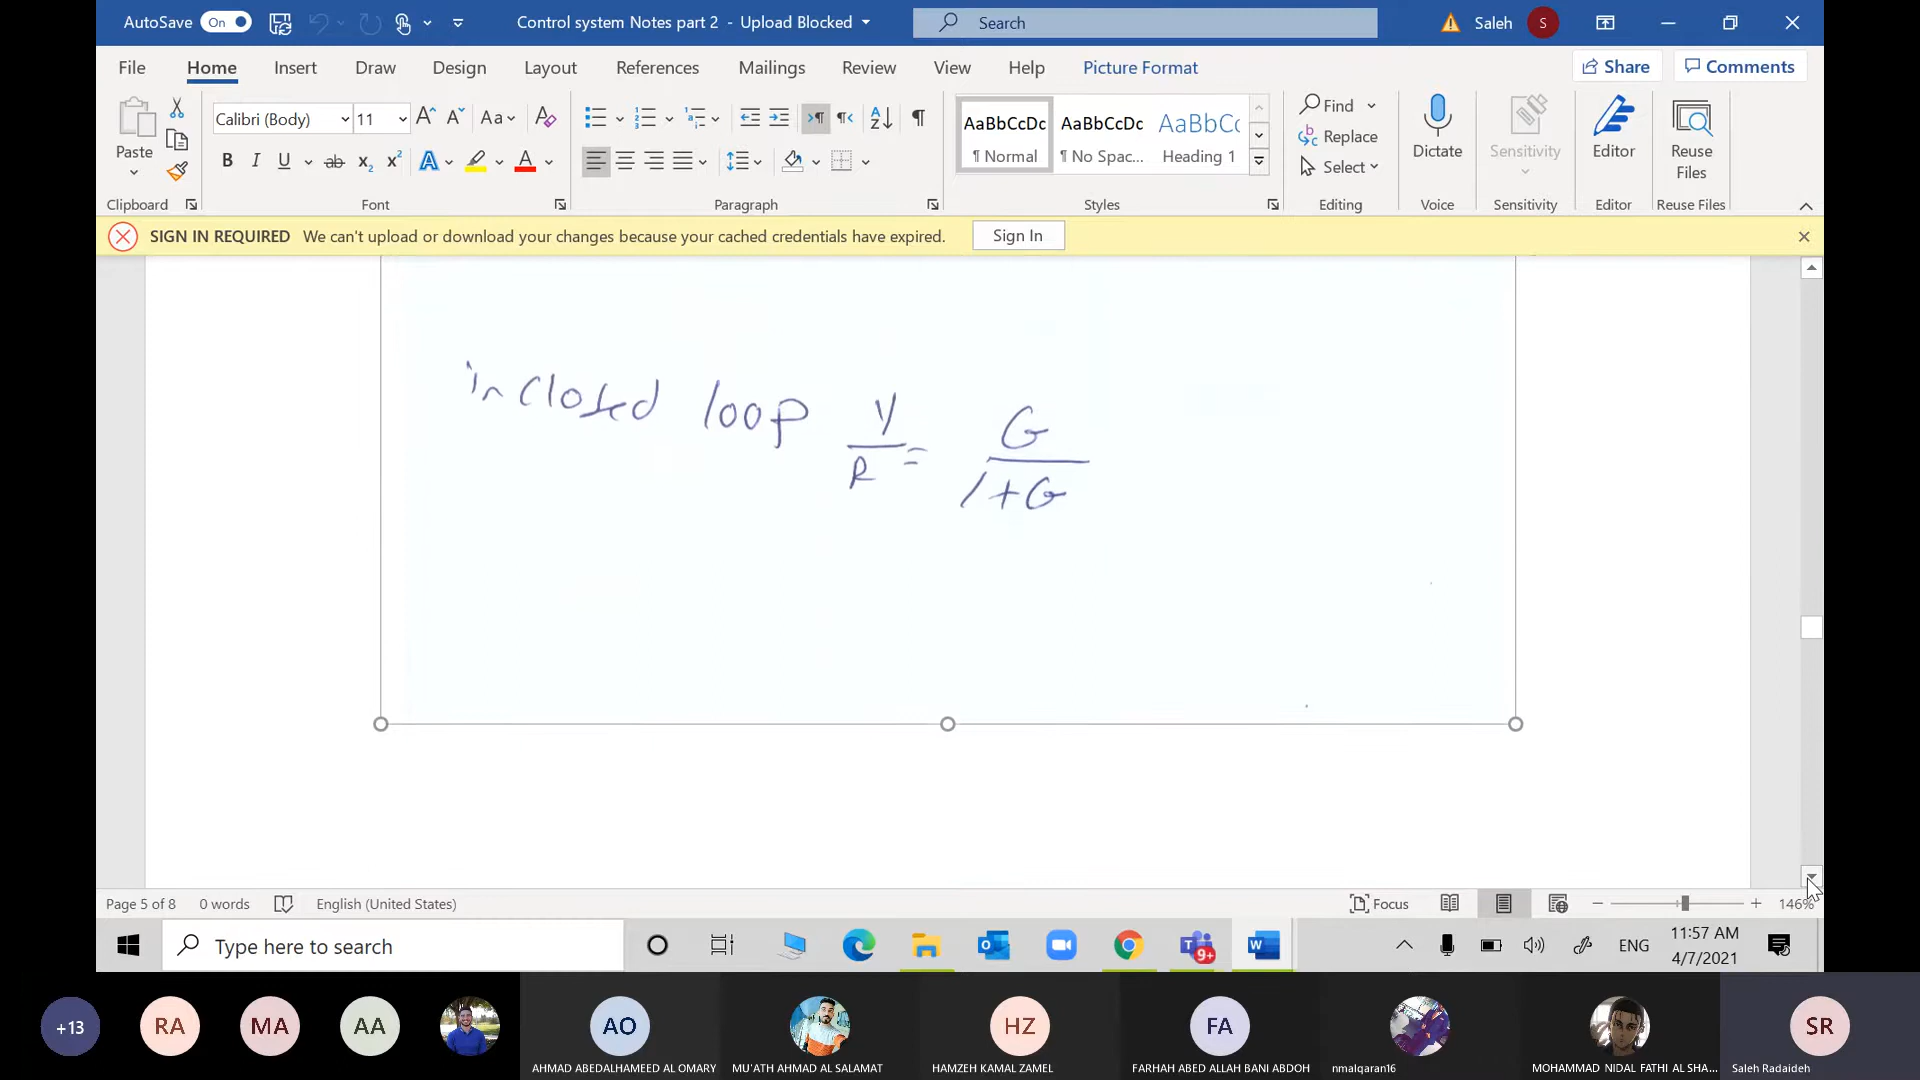 AutoSave On Control system Notes part 2 - Upload Blocked Search Saleh S
File Home Insert Draw Design Layout References Mailings Review View Help Picture Format Share Comments
Paste Calibri (Body) 11 Aa AaBbCcDc AaBbCcDc AaBbCc Find Replace Select Dictate Sensitivity Editor Reuse Files
¶ Normal ¶ No Spac... Heading 1
Clipboard Font Paragraph Styles Editing Voice Sensitivity Editor Reuse Files
SIGN IN REQUIRED We can't upload or download your changes because your cached credentials have expired. Sign In
in closed loop Y/R = G/1+G
Page 5 of 8 0 words English (United States) Focus 146%
Type here to search 9+ ENG 11:57 AM
4/7/2021
+13 RA MA AA AO HZ FA SR
AHMAD ABEDALHAMEED AL OMARY MU'ATH AHMAD AL SALAMAT HAMZEH KAMAL ZAMEL FARHAH ABED ALLAH BANI ABDOH nmalqaran16 MOHAMMAD NIDAL FATHI AL SHA... Saleh Radaideh